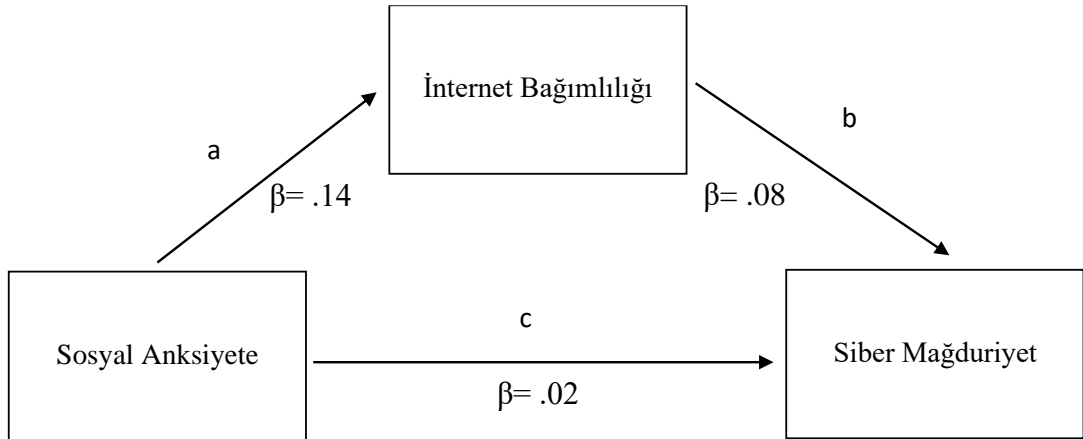 İnternet Bağımlılığı
a
b
β= .14
β= .08
Sosyal Anksiyete
c
Siber Mağduriyet
β= .02